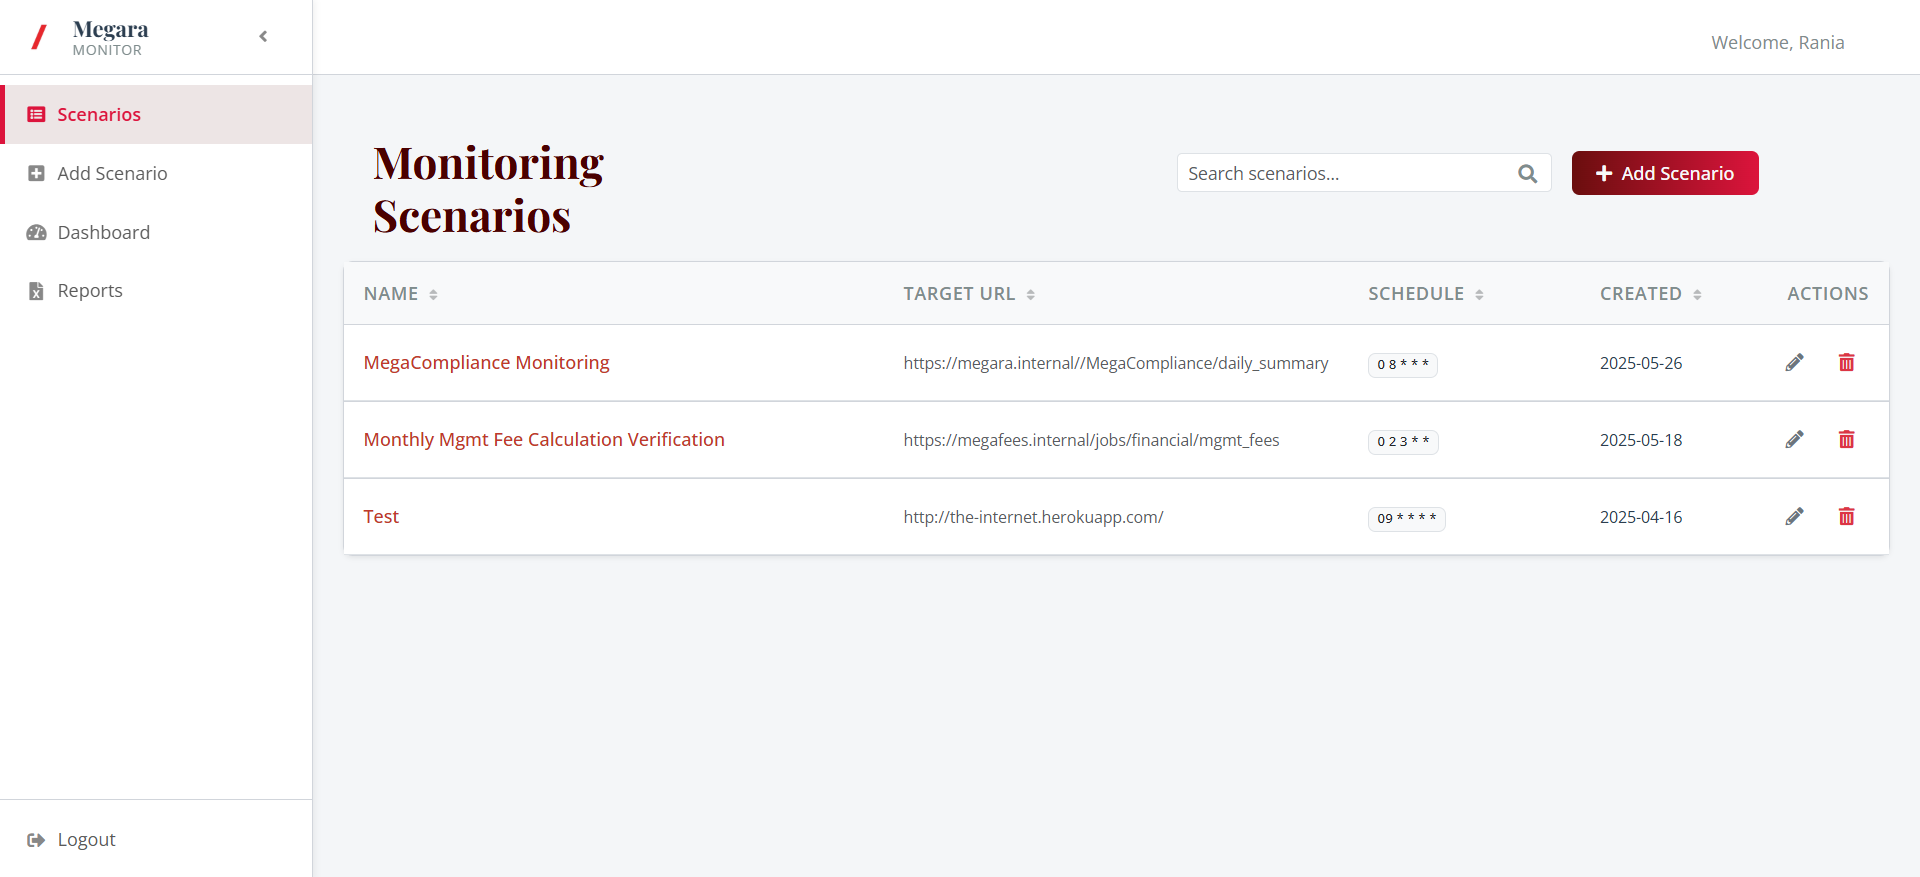 Megara
MONITOR
Welcome, Rania
Scenarios
Add Scenario
Dashboard
Reports
Logout
Monitoring
Scenarios
Search scenarios...
Add Scenario
NAME TARGET URL SCHEDULE CREATED ACTIONS
MegaCompliance Monitoring https://megara.internal//MegaCompliance/daily_summary 0 8 * * * 2025-05-26
Monthly Mgmt Fee Calculation Verification https://megafees.internal/jobs/financial/mgmt_fees 0 2 3 * * 2025-05-18
Test http://the-internet.herokuapp.com/ 09 * * * * 2025-04-16